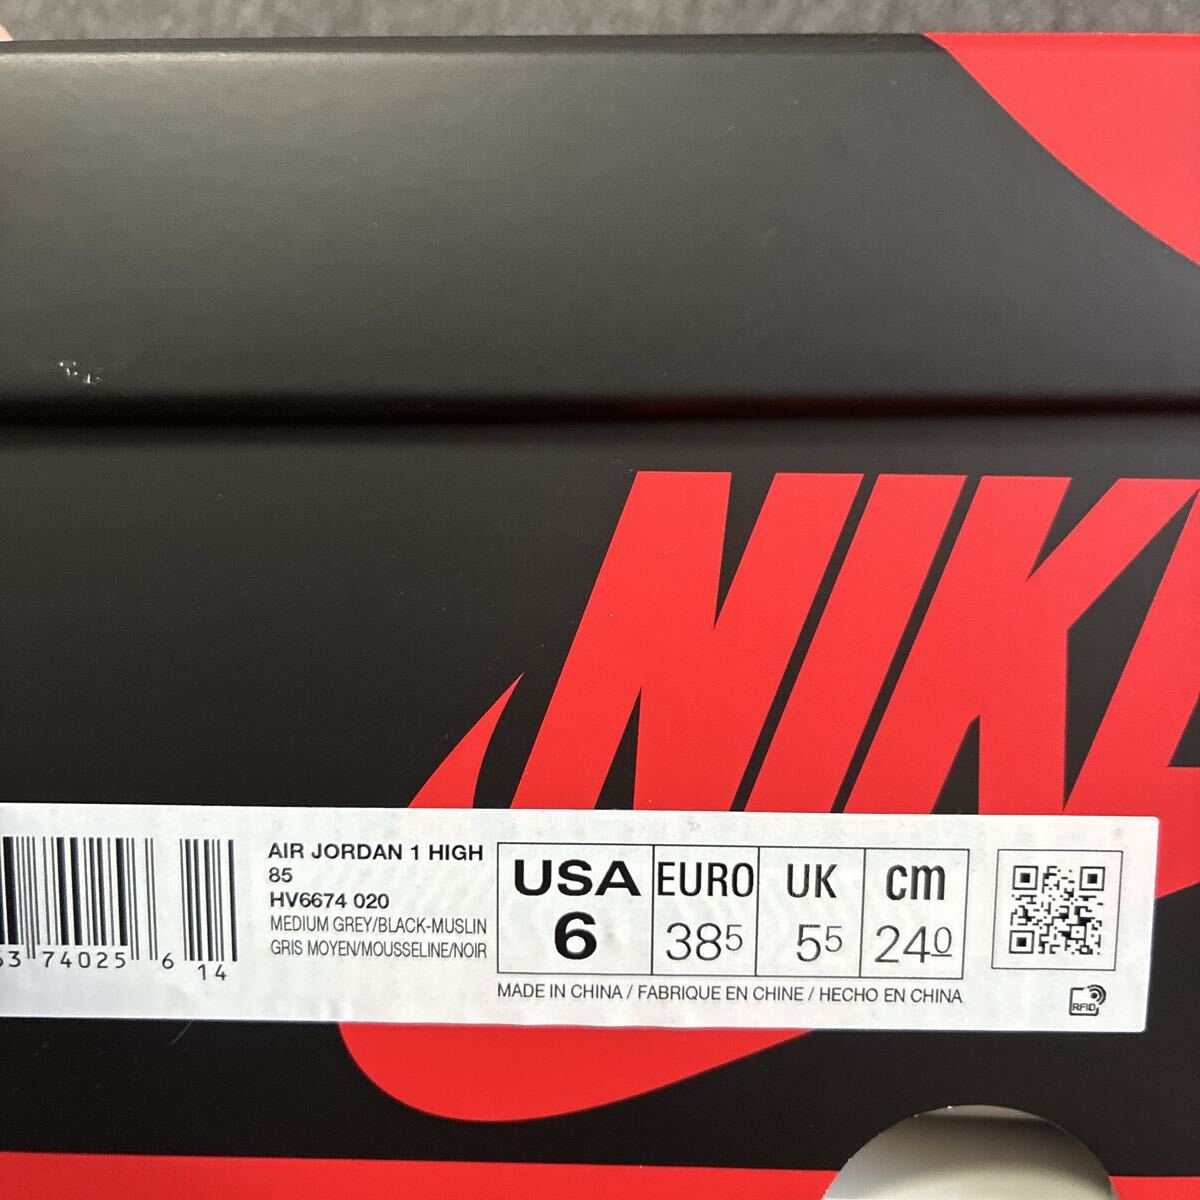 NIK
AIR JORDAN 1 HIGH
85
HV6674 020
MEDIUM GREY/BLACK-MUSLIN
GRIS MOYEN/MOUSSELINE/NOIR
74025 6
14
USA EURO UK cm
6 385 55 240
MADE IN CHINA / FABRIQUE EN CHINE / HECHO EN CHINA
RFID